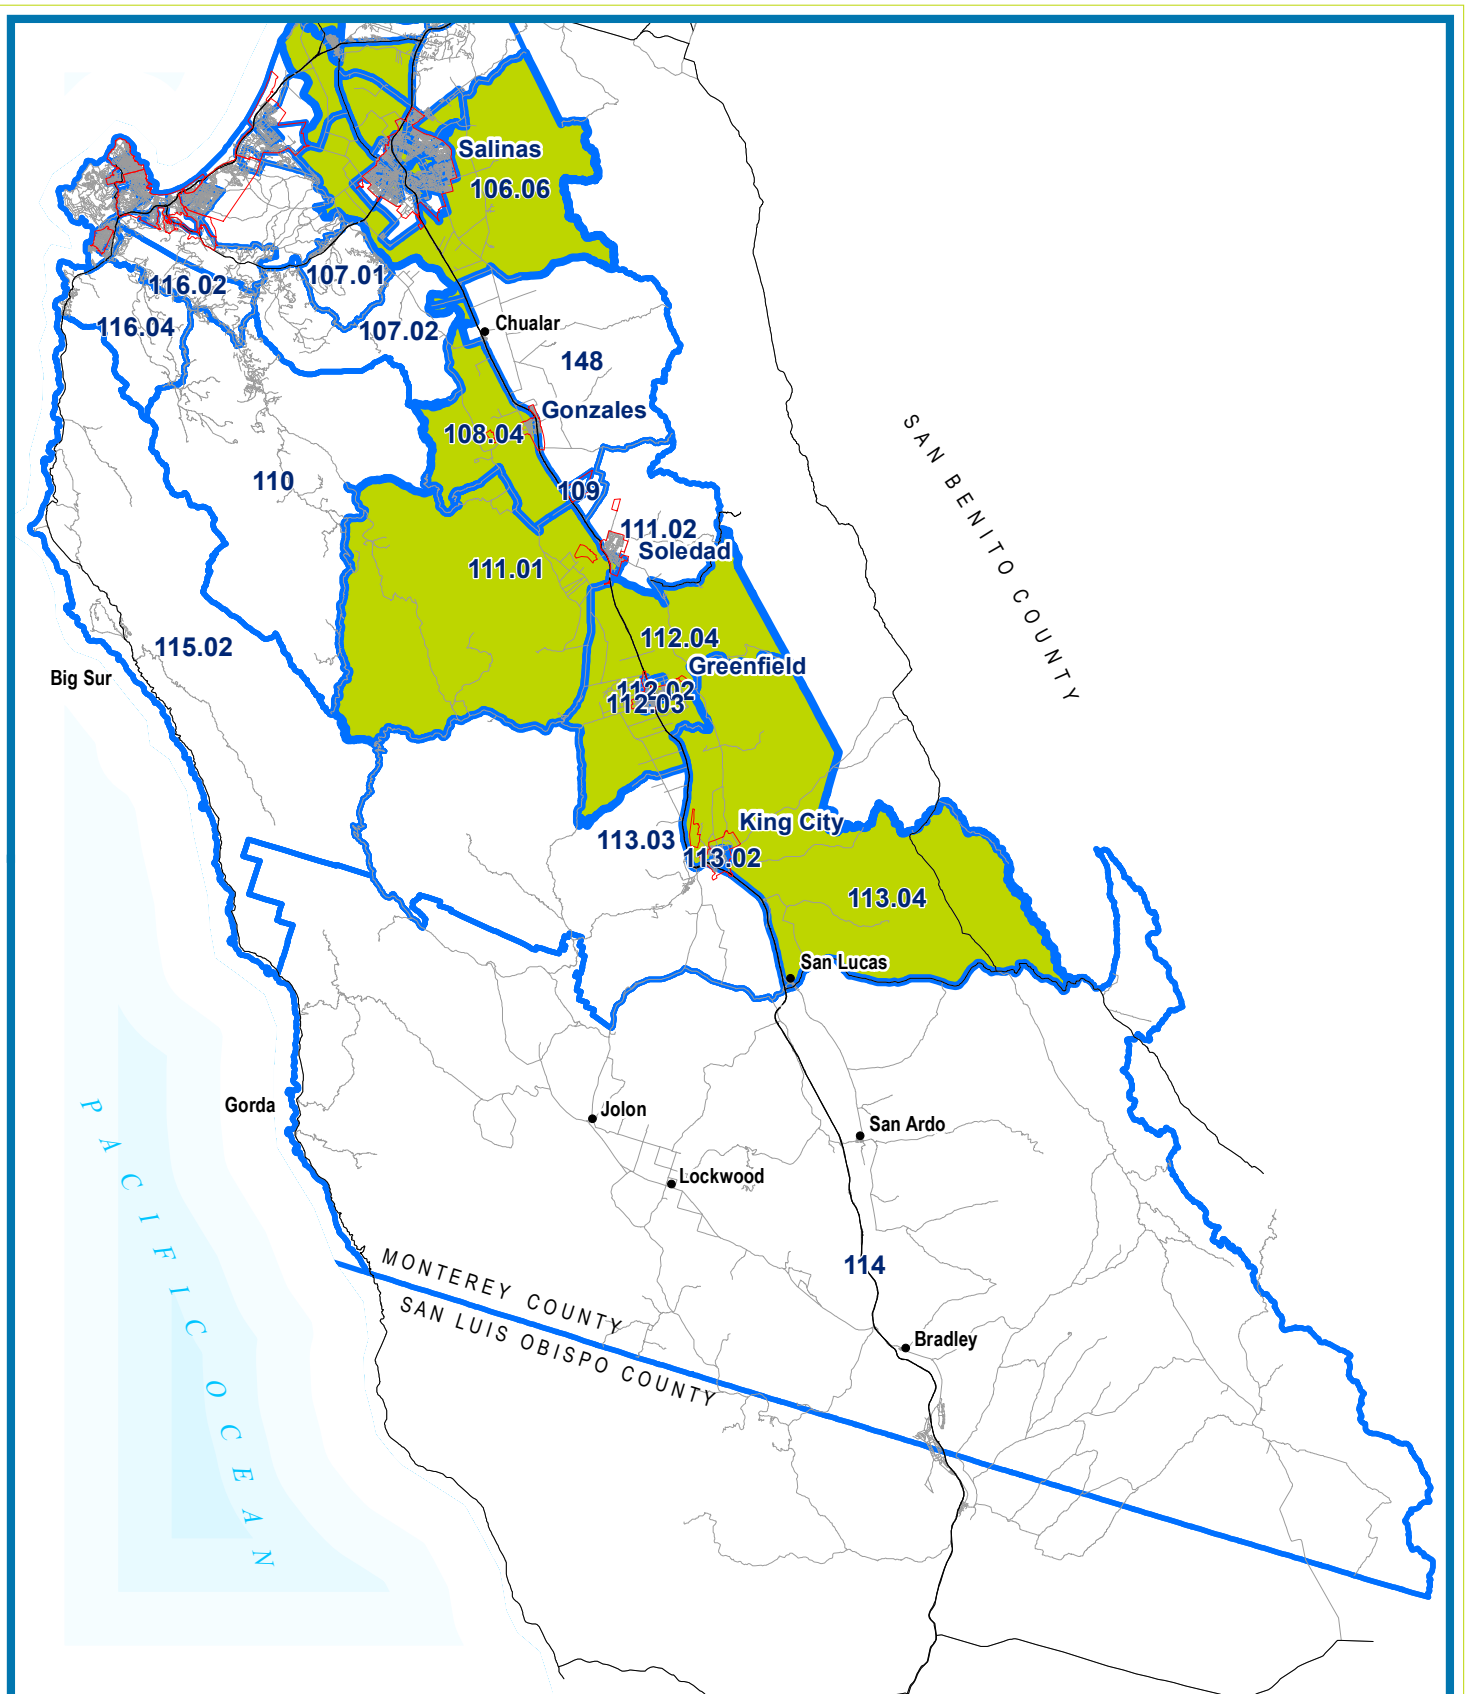 Salinas
106.06
107.01
116.02
116.04
107.02
Chualar
148
Gonzales
108.04
110
109
111.02
Soledad
111.01
SAN BENITO COUNTY
112.04
115.02
Greenfield
Big Sur
112.02
112.03
King City
113.03
113.02
113.04
San Lucas
Gorda
Jolon
San Ardo
Lockwood
PACIFIC OCEAN
114
MONTEREY COUNTY
SAN LUIS OBISPO COUNTY
Bradley